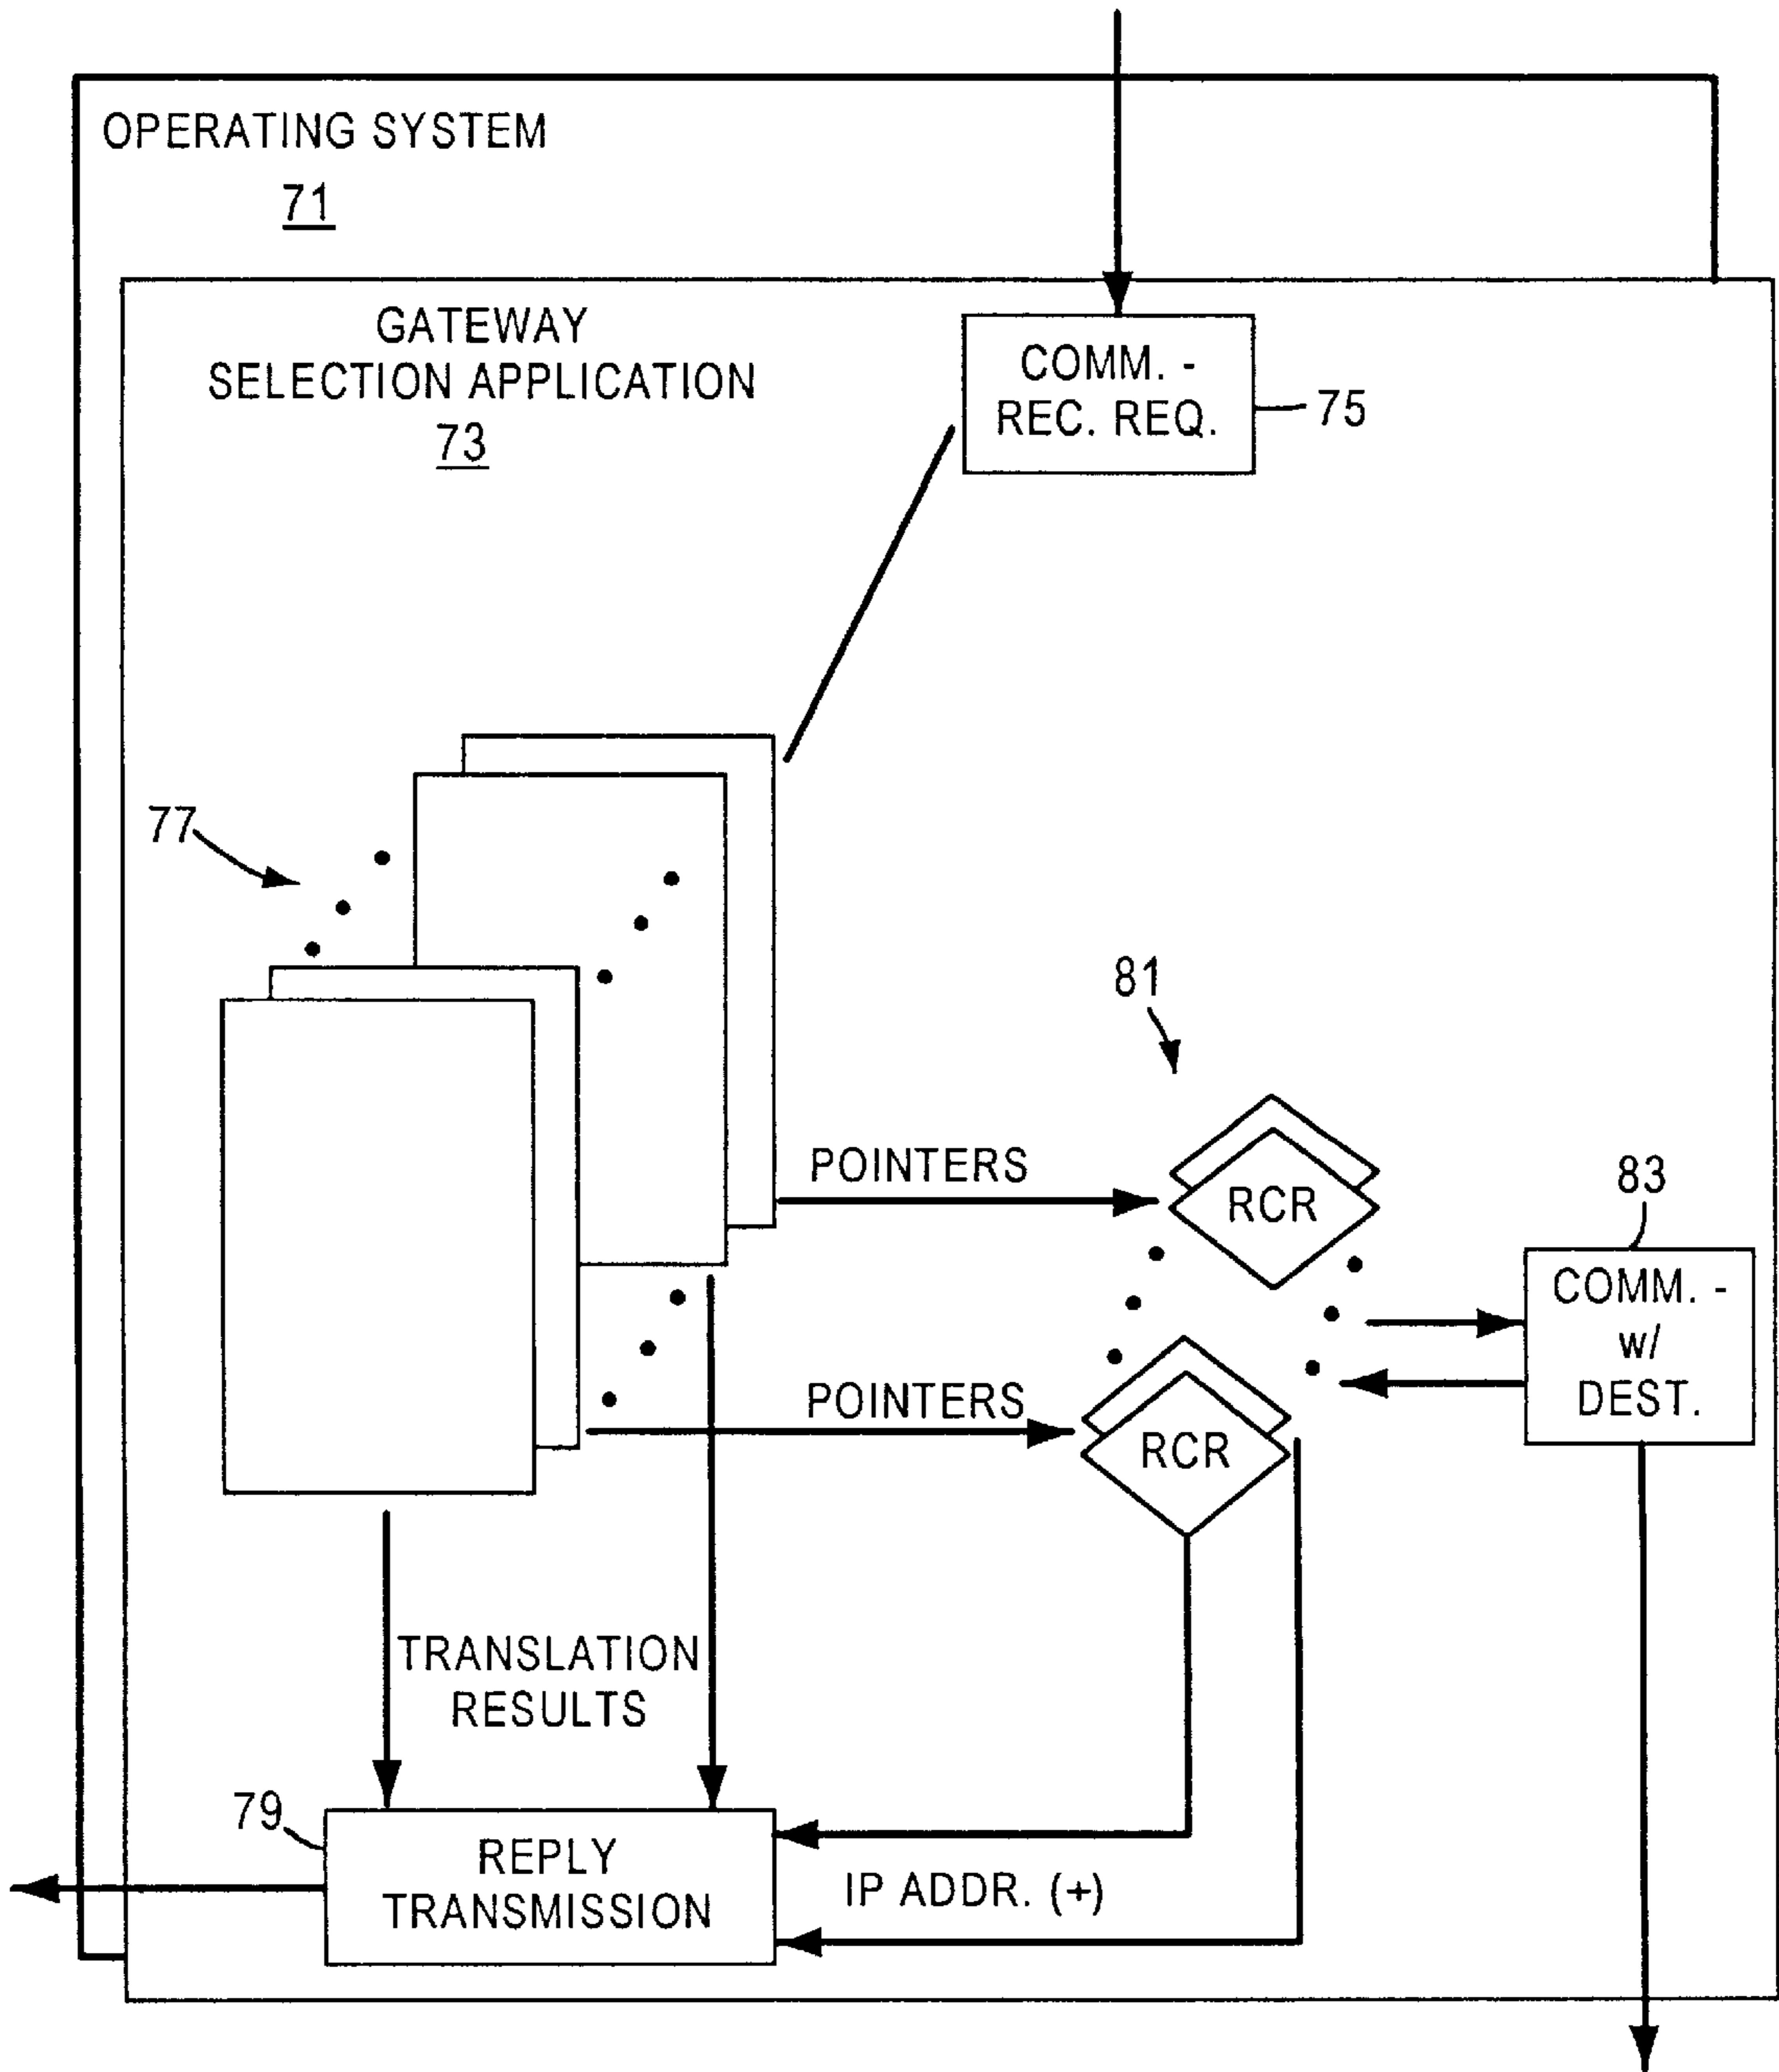 OPERATING SYSTEM
71
GATEWAY
SELECTION APPLICATION
73
COMM. -
REC. REQ.
75
77
81
POINTERS
RCR
83
COMM. -
w/
DEST.
POINTERS
RCR
TRANSLATION
RESULTS
79
REPLY
TRANSMISSION
IP ADDR. (+)